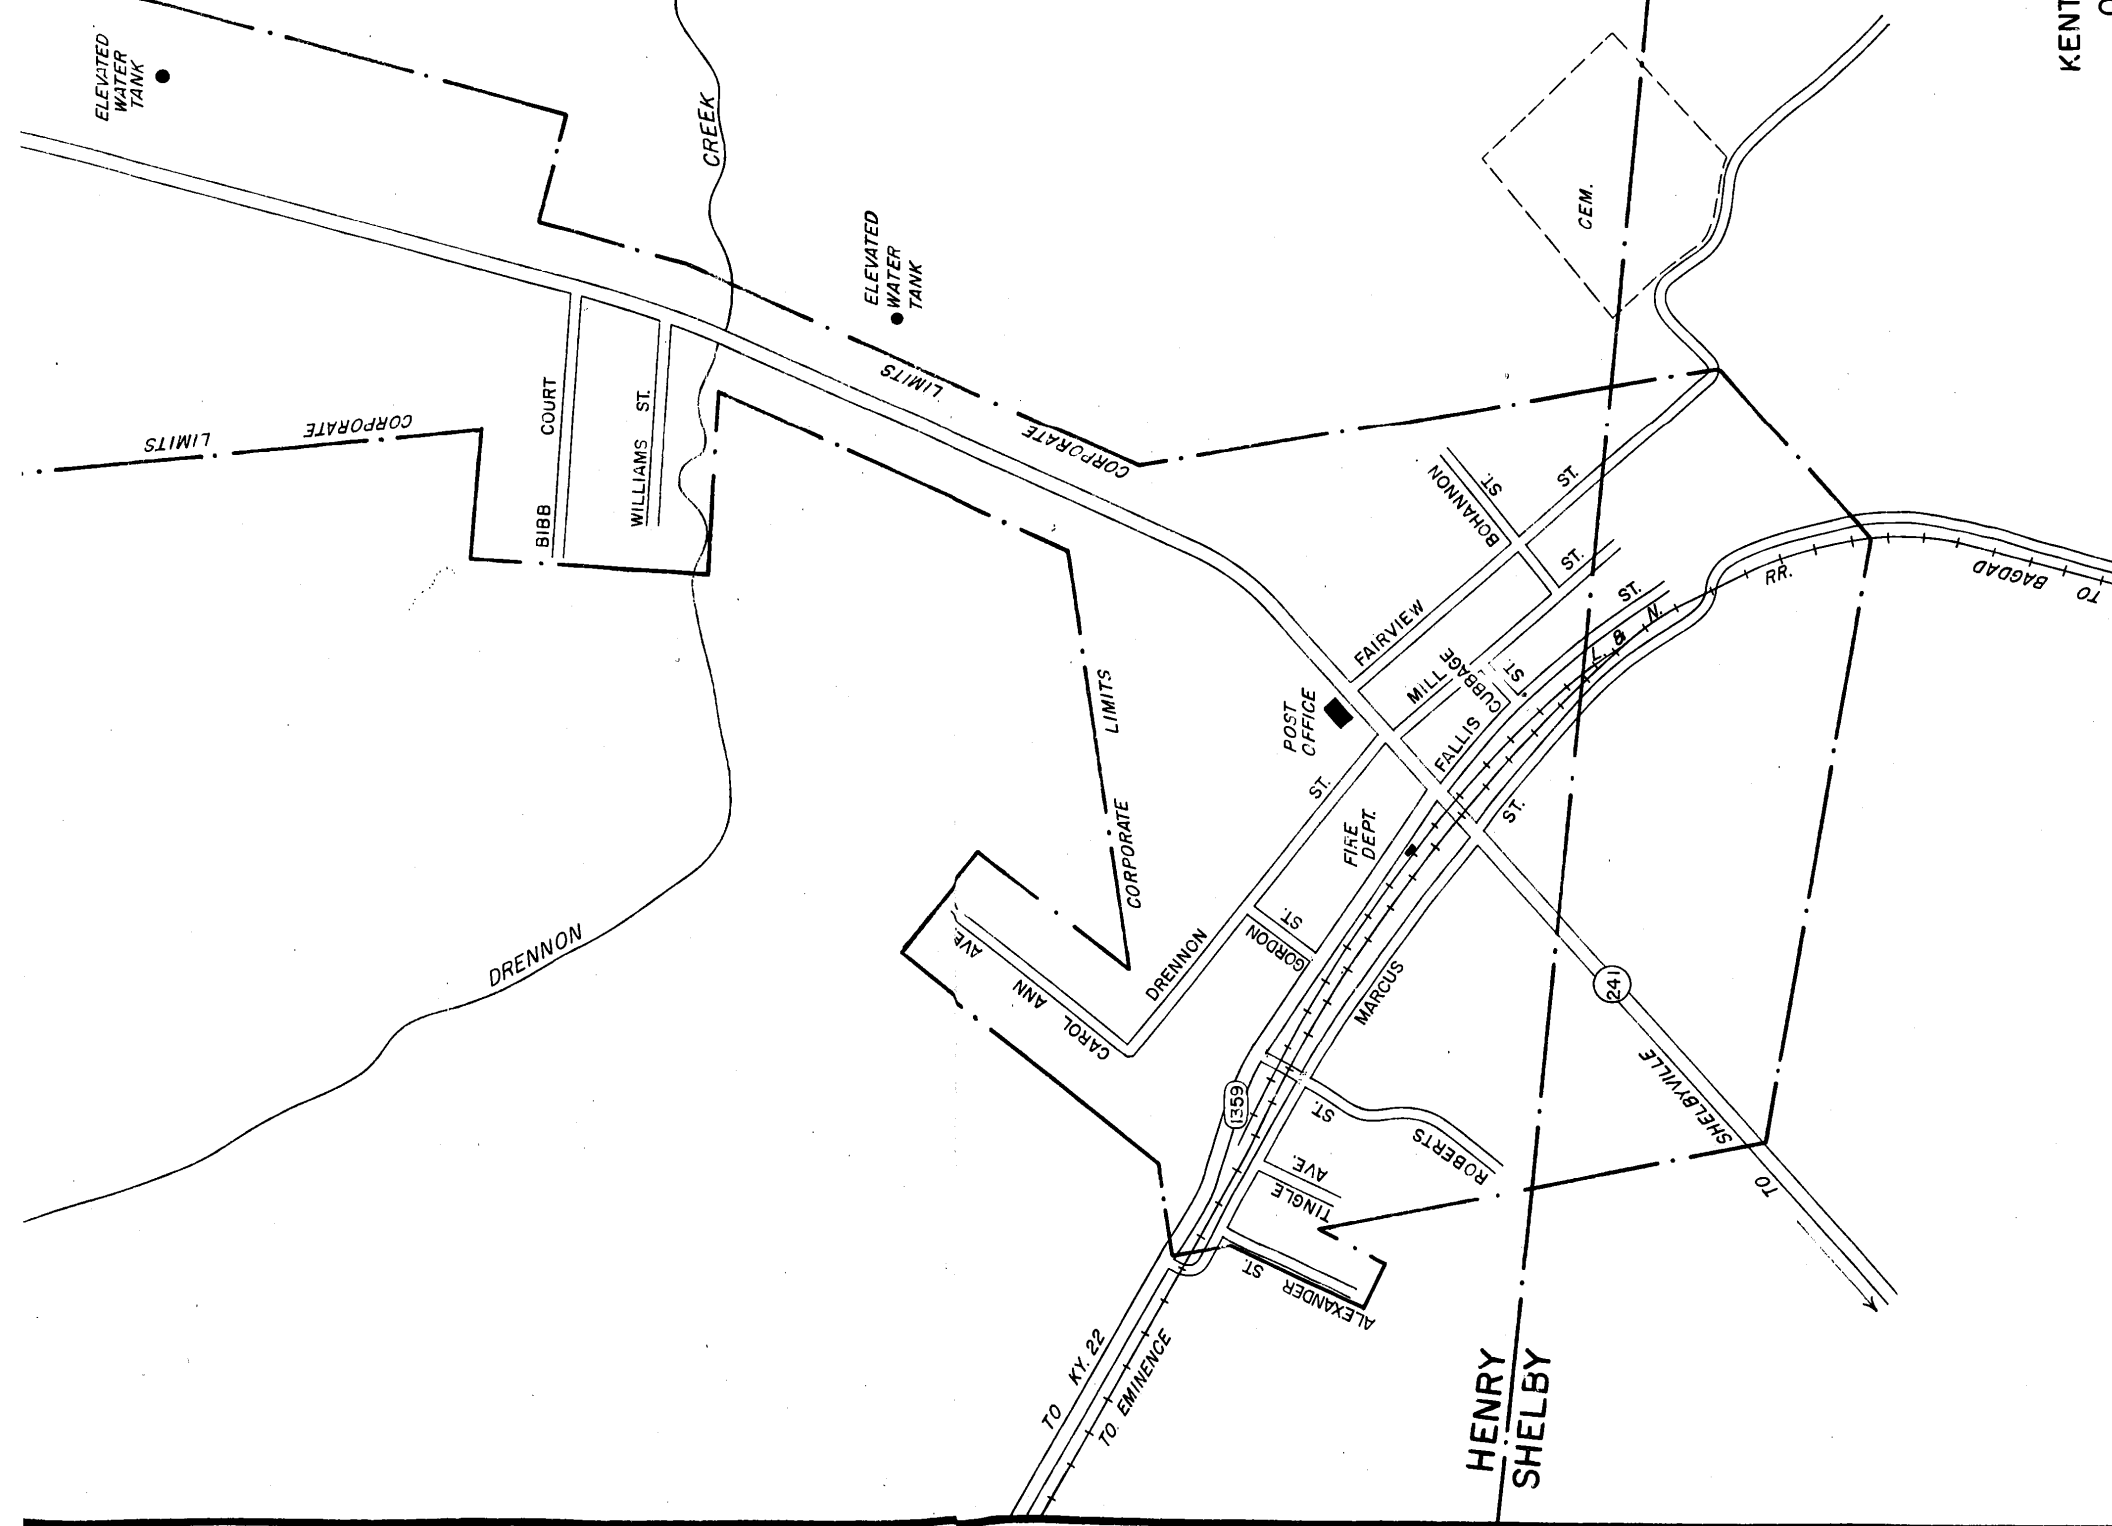 ELEVATED
WATER
TANK
KENT
CREEK
ELEVATED
WATER
TANK
CEM.
CORPORATE LIMITS
BIBB COURT
WILLIAMS ST.
CORPORATE LIMITS
BOHANNON ST.
FAIRVIEW ST.
MILL ST.
CUBBAGE ST.
FALLIS ST.
L. & N. RR.
TO BAGDAD
POST
OFFICE
CORPORATE LIMITS
FIRE
DEPT.
DRENNON
DRENNON ST.
GORDON ST.
CAROL ANN AVE.
MARCUS ST.
1359
241
TO SHELBYVILLE
ROBERTS ST.
TINGLE AVE.
ALEXANDER ST.
TO KY. 22
TO EMINENCE
HENRY
SHELBY